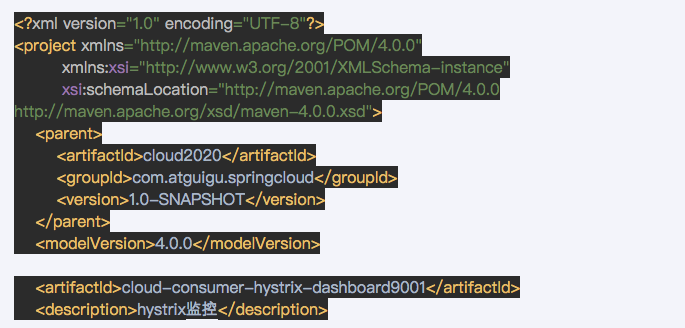 <?xml version="1.0" encoding="UTF-8"?>
<project xmlns="http://maven.apache.org/POM/4.0.0"
xmlns:xsi="http://www.w3.org/2001/XMLSchema-instance"
xsi:schemaLocation="http://maven.apache.org/POM/4.0.0
http://maven.apache.org/xsd/maven-4.0.0.xsd">
<parent>
<artifactId>cloud2020</artifactId>
<groupId>com.atguigu.springcloud</groupId>
<version>1.0-SNAPSHOT</version>
</parent>
<modelVersion>4.0.0</modelVersion>
<artifactId>cloud-consumer-hystrix-dashboard9001</artifactId>
<description>hystrix监控</description>